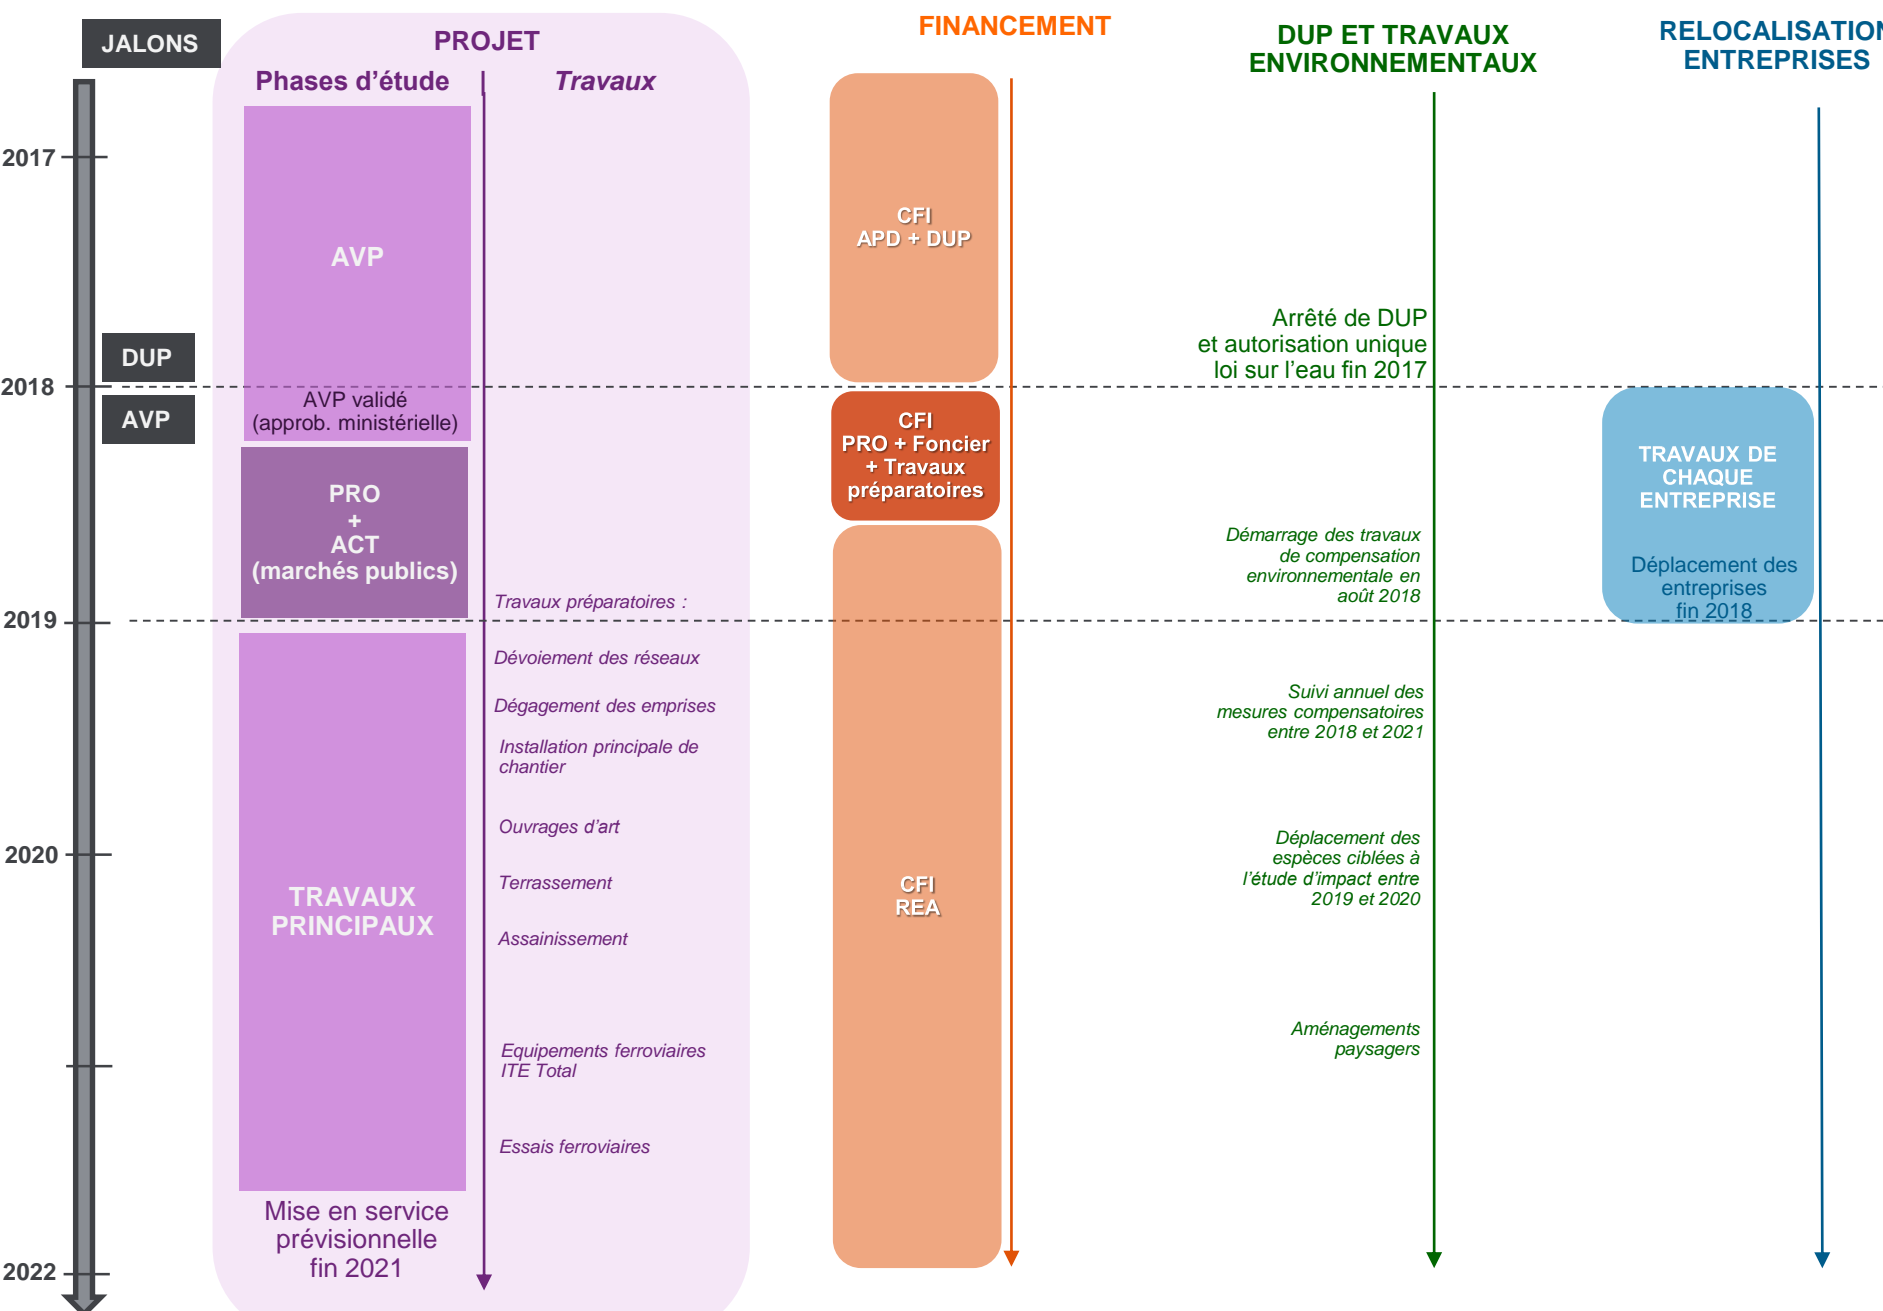 JALONS
PROJET
FINANCEMENT
DUP ET TRAVAUX
ENVIRONNEMENTAUX
RELOCALISATION
ENTREPRISES
Phases d’étude
Travaux
2017
2018
2019
2020
2022
DUP
AVP
AVP
AVP validé
(approb. ministérielle)
PRO
+
ACT
(marchés publics)
TRAVAUX
PRINCIPAUX
Mise en service
prévisionnelle
fin 2021
Travaux préparatoires :
Dévoiement des réseaux
Dégagement des emprises
Installation principale de
chantier
Ouvrages d’art
Terrassement
Assainissement
Equipements ferroviaires
ITE Total
Essais ferroviaires
CFI
APD + DUP
CFI
PRO + Foncier
+ Travaux
préparatoires
CFI
REA
Arrêté de DUP
et autorisation unique
loi sur l’eau fin 2017
Démarrage des travaux
de compensation
environnementale en
août 2018
Suivi annuel des
mesures compensatoires
entre 2018 et 2021
Déplacement des
espèces ciblées à
l’étude d’impact entre
2019 et 2020
Aménagements
paysagers
TRAVAUX DE
CHAQUE
ENTREPRISE
Déplacement des
entreprises
fin 2018